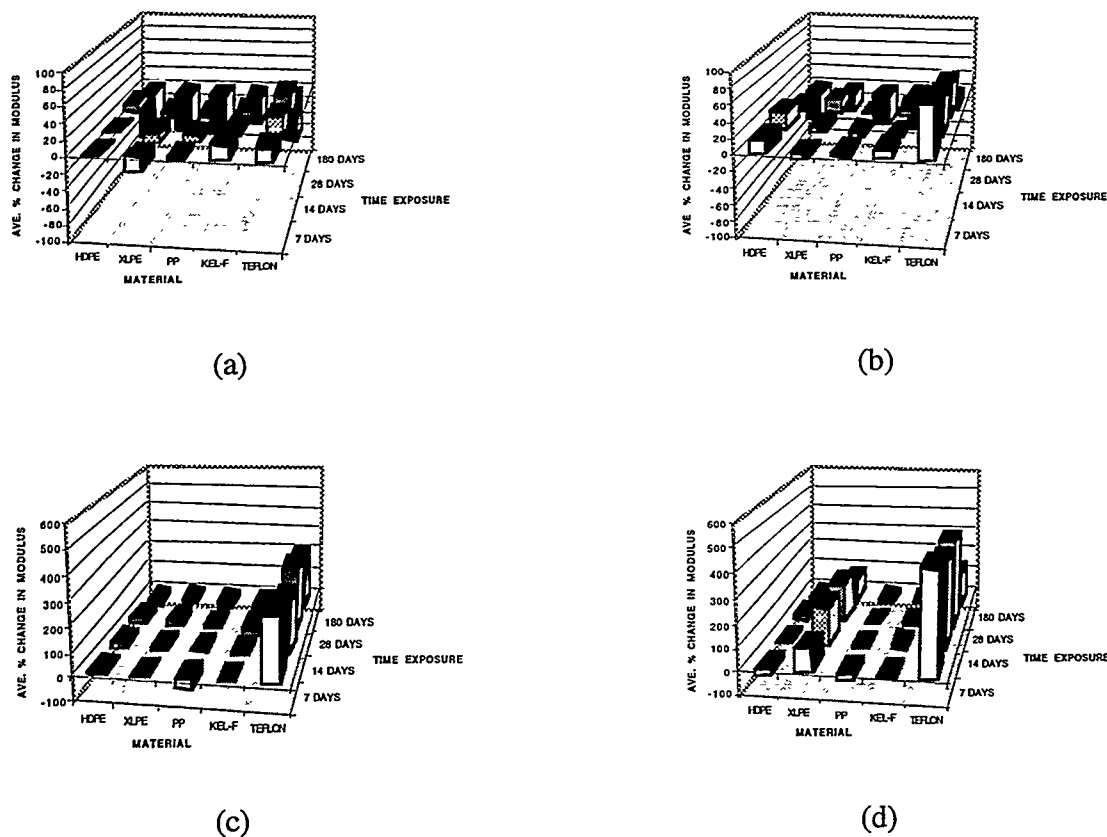 AVE. % CHANGE IN MODULUS
100
80
60
40
20
0
-20
-40
-60
-80
-100
HDPE
XLPE
PP
KEL-F
TEFLON
MATERIAL
180 DAYS
28 DAYS
14 DAYS
7 DAYS
TIME EXPOSURE
(a)
AVE % CHANGE IN MODULUS
100
80
60
40
20
0
-20
-40
-60
-80
-100
HDPE
XLPE
PP
KEL-F
TEFLON
MATERIAL
180 DAYS
28 DAYS
14 DAYS
7 DAYS
TIME EXPOSURE
(b)
AVE. % CHANGE IN MODULUS
600
500
400
300
200
100
0
-100
HDPE
XLPE
PP
KEL-F
TEFLON
MATERIAL
180 DAYS
28 DAYS
14 DAYS
7 DAYS
TIME EXPOSURE
(c)
AVE. % CHANGE IN MODULUS
600
500
400
300
200
100
0
-100
HDPE
XLPE
PP
KEL-F
TEFLON
MATERIAL
180 DAYS
28 DAYS
14 DAYS
7 DAYS
TIME EXPOSURE
(d)